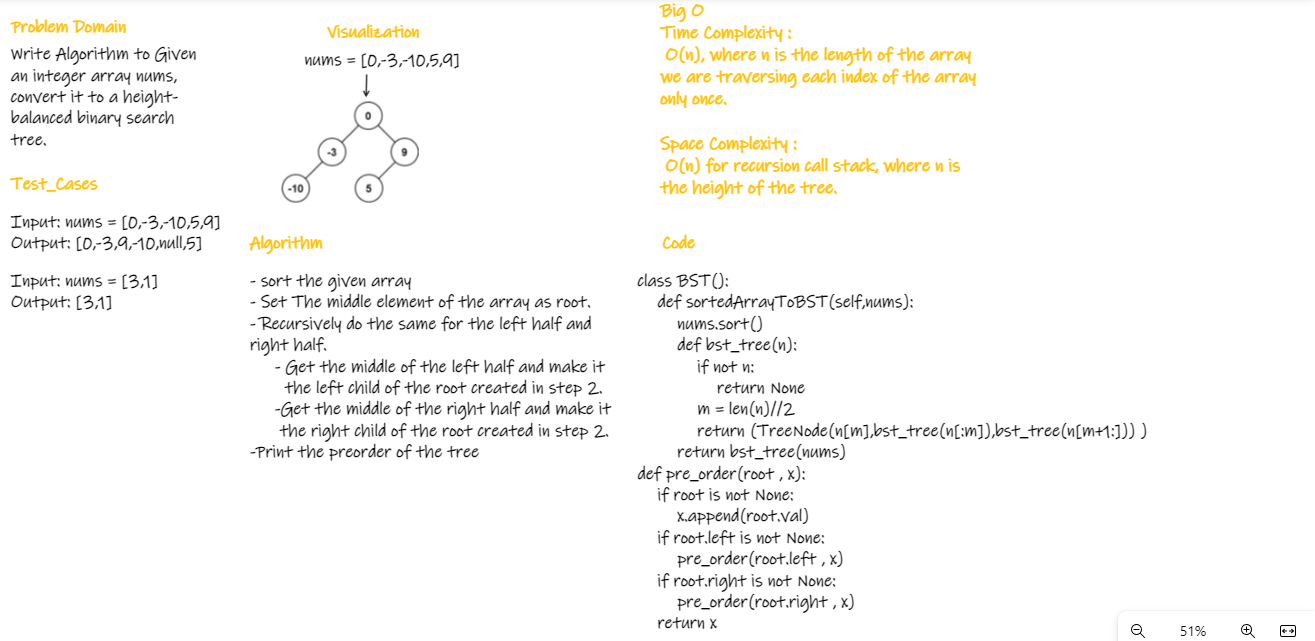 Problem Domain
Write Algorithm to Given
an integer array nums,
convert it to a height-
balanced binary search
tree.
Test_Cases
Input: nums = [0,-3,-10,5,9]
Output: [0,-3,9,-10,null,5]
Input: nums = [3,1]
Output: [3,1]
Visualization
nums = [0,-3,-10,5,9]
0
-3
9
-10
5
Algorithm
- sort the given array
- Set The middle element of the array as root.
- Recursively do the same for the left half and
right half.
- Get the middle of the left half and make it
the left child of the root created in step 2.
-Get the middle of the right half and make it
the right child of the root created in step 2.
-Print the preorder of the tree
Big O
Time Complexity :
O(n), where n is the length of the array
we are traversing each index of the array
only once.
Space Complexity :
O(n) for recursion call stack, where n is
the height of the tree.
Code
class BST():
def sortedArrayToBST(self,nums):
nums.sort()
def bst_tree(n):
if not n:
return None
m = len(n)//2
return (TreeNode(n[m],bst_tree(n[:m]),bst_tree(n[m+1:])) )
return bst_tree(nums)
def pre_order(root , x):
if root is not None:
x.append(root.val)
if root.left is not None:
pre_order(root.left , x)
if root.right is not None:
pre_order(root.right , x)
return x
51%